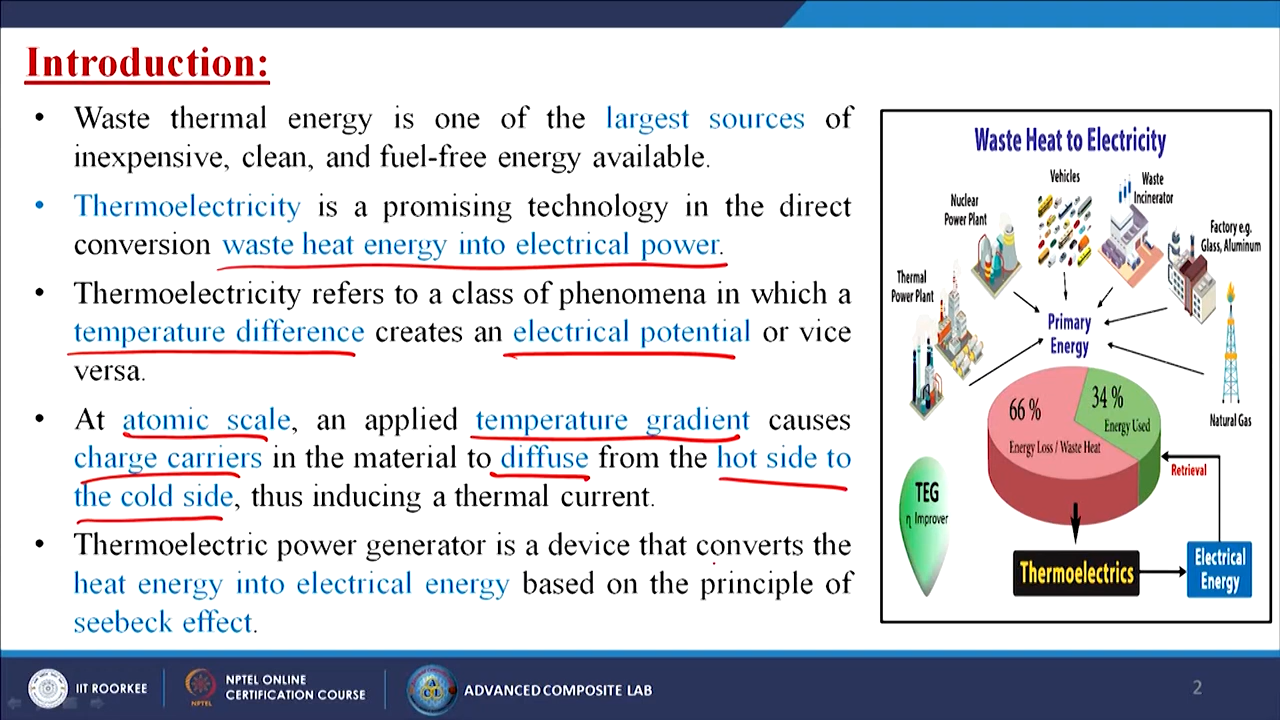 Introduction:
• Waste thermal energy is one of the largest sources of
inexpensive, clean, and fuel-free energy available.
• Thermoelectricity is a promising technology in the direct
conversion waste heat energy into electrical power.
• Thermoelectricity refers to a class of phenomena in which a
temperature difference creates an electrical potential or vice
versa.
• At atomic scale, an applied temperature gradient causes
charge carriers in the material to diffuse from the hot side to
the cold side, thus inducing a thermal current.
• Thermoelectric power generator is a device that converts the
heat energy into electrical energy based on the principle of
seebeck effect.
Waste Heat to Electricity
Vehicles
Waste
Incinerator
Nuclear
Power Plant
Factory e.g.
Glass, Aluminum
Thermal
Power Plant
Primary
Energy
Natural Gas
66 %
Energy Loss / Waste Heat
34 %
Energy Used
Retrieval
TEG
η Improver
Thermoelectrics
Electrical
Energy
IIT ROORKEE
NPTEL
NPTEL ONLINE
CERTIFICATION COURSE
ACL
ADVANCED COMPOSITE LAB
2